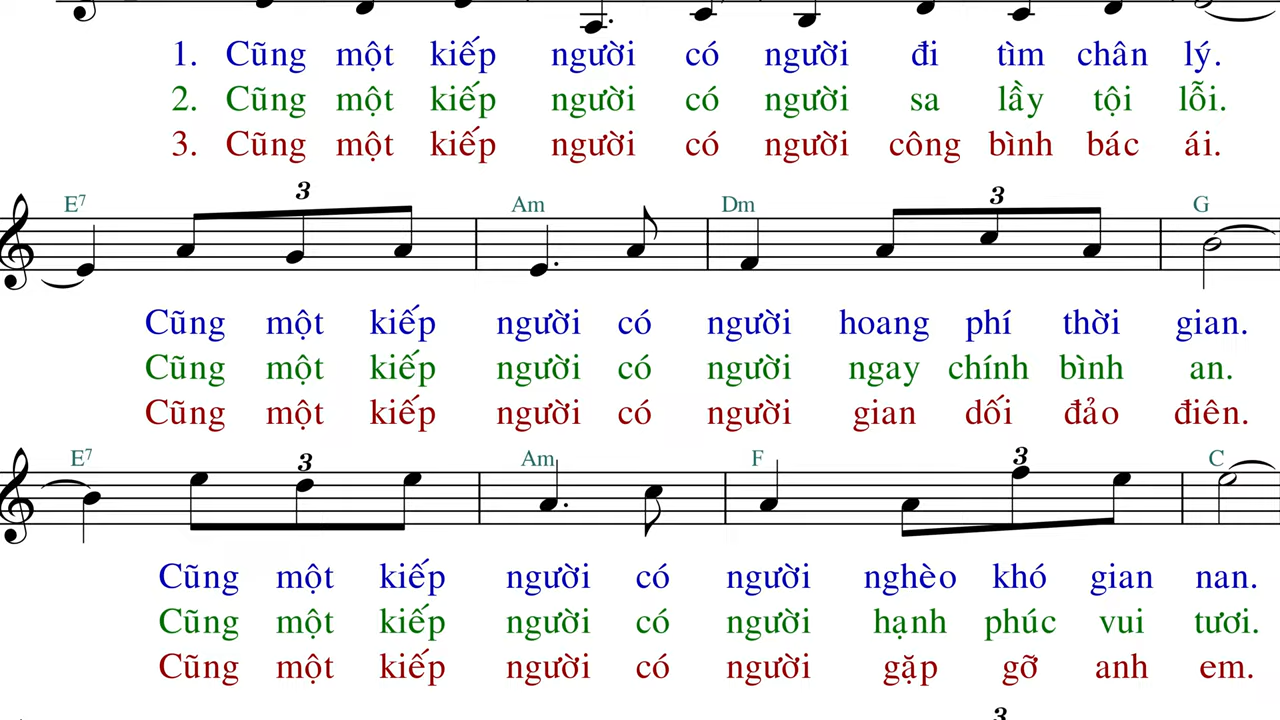 1. Cũng một kiếp người có người đi tìm chân lý.
2. Cũng một kiếp người có người sa lầy tội lỗi.
3. Cũng một kiếp người có người công bình bác ái.
E7 3 Am Dm 3 G
Cũng một kiếp người có người hoang phí thời gian.
Cũng một kiếp người có người ngay chính bình an.
Cũng một kiếp người có người gian dối đảo điên.
E7 3 Am F 3 C
Cũng một kiếp người có người nghèo khó gian nan.
Cũng một kiếp người có người hạnh phúc vui tươi.
Cũng một kiếp người có người gặp gỡ anh em.
3